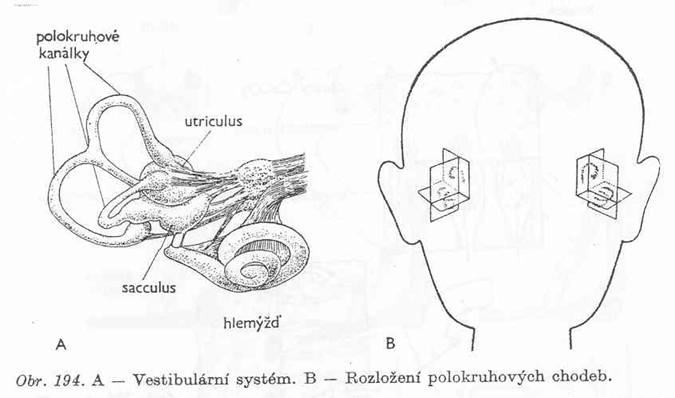 polokruhové
kanálky
utriculus
sacculus
hlemýžď
A
B
Obr. 194. A — Vestibulární systém. B — Rozložení polokruhových chodeb.